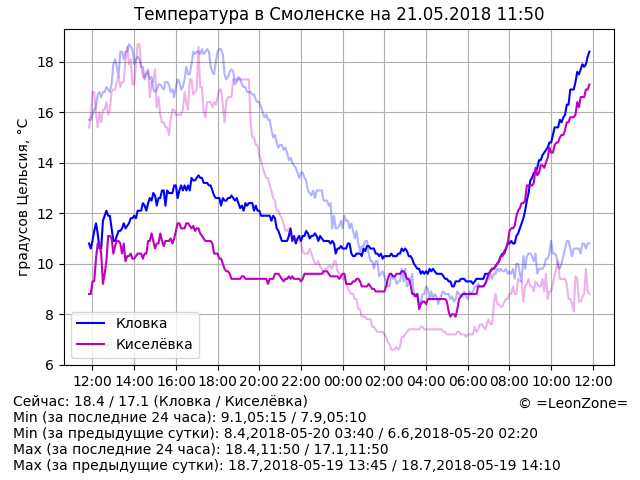 Температура в Смоленске на 21.05.2018 11:50
градусов Цельсия, °C
18
16
14
12
10
8
6
Кловка
Киселёвка
12:00 14:00 16:00 18:00 20:00 22:00 00:00 02:00 04:00 06:00 08:00 10:00 12:00
Сейчас: 18.4 / 17.1 (Кловка / Киселёвка)
© =LeonZone=
Min (за последние 24 часа): 9.1,05:15 / 7.9,05:10
Min (за предыдущие сутки): 8.4,2018-05-20 03:40 / 6.6,2018-05-20 02:20
Max (за последние 24 часа): 18.4,11:50 / 17.1,11:50
Max (за предыдущие сутки): 18.7,2018-05-19 13:45 / 18.7,2018-05-19 14:10